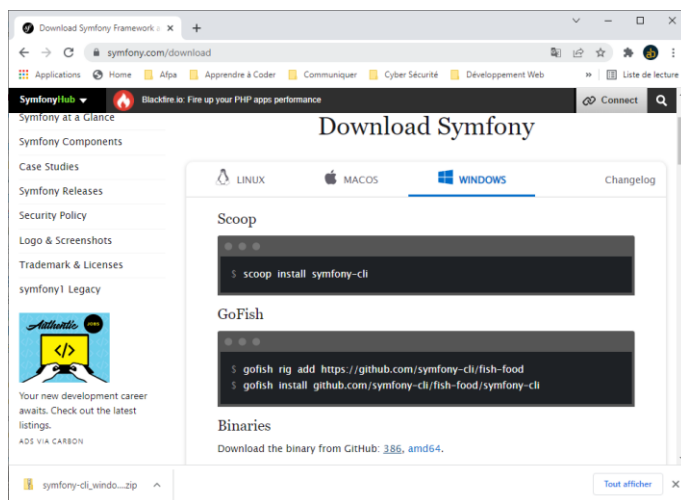 Download Symfony Framework a
symfony.com/download
Applications Home Afpa Apprendre à Coder Communiquer Cyber Sécurité Développement Web » Liste de lecture
SymfonyHub Blackfire.io: Fire up your PHP apps performance Connect
Symfony at a Glance
Download Symfony
Symfony Components
Case Studies
Symfony Releases
Security Policy
Logo & Screenshots
Trademark & Licenses
symfony1 Legacy
Authentic JOBS
</>
Your new development career
awaits. Check out the latest
listings.
ADS VIA CARBON
LINUX MACOS WINDOWS Changelog
Scoop
$ scoop install symfony-cli
GoFish
$ gofish rig add https://github.com/symfony-cli/fish-food
$ gofish install github.com/symfony-cli/fish-food/symfony-cli
Binaries
Download the binary from GitHub: 386, amd64.
symfony-cli_windo....zip Tout afficher